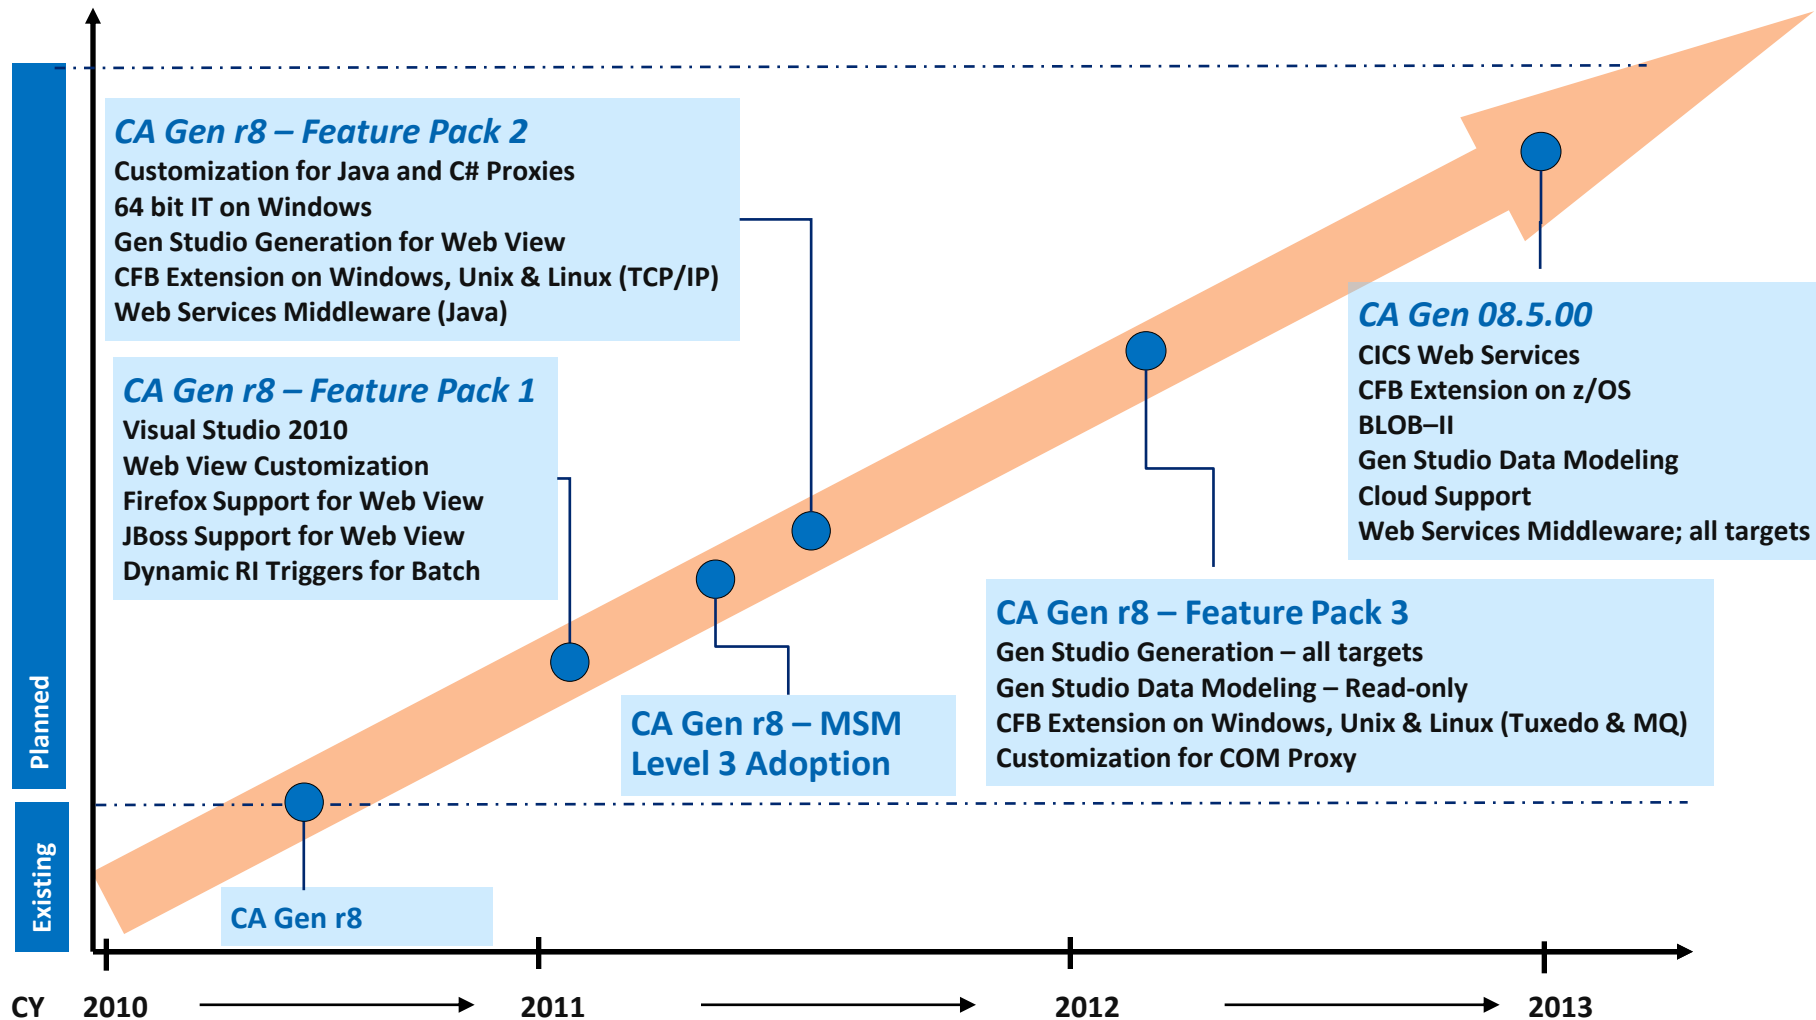 CA Gen r8 – Feature Pack 2
Customization for Java and C# Proxies
64 bit IT on Windows
Gen Studio Generation for Web View
CFB Extension on Windows, Unix & Linux (TCP/IP)
Web Services Middleware (Java)
CA Gen r8 – Feature Pack 1
Visual Studio 2010
Web View Customization
Firefox Support for Web View
JBoss Support for Web View
Dynamic RI Triggers for Batch
CA Gen 08.5.00
CICS Web Services
CFB Extension on z/OS
BLOB–II
Gen Studio Data Modeling
Cloud Support
Web Services Middleware; all targets
CA Gen r8 – Feature Pack 3
Gen Studio Generation – all targets
Gen Studio Data Modeling – Read-only
CFB Extension on Windows, Unix & Linux (Tuxedo & MQ)
Customization for COM Proxy
CA Gen r8 – MSM
Level 3 Adoption
CA Gen r8
Planned
Existing
CY 2010 2011 2012 2013